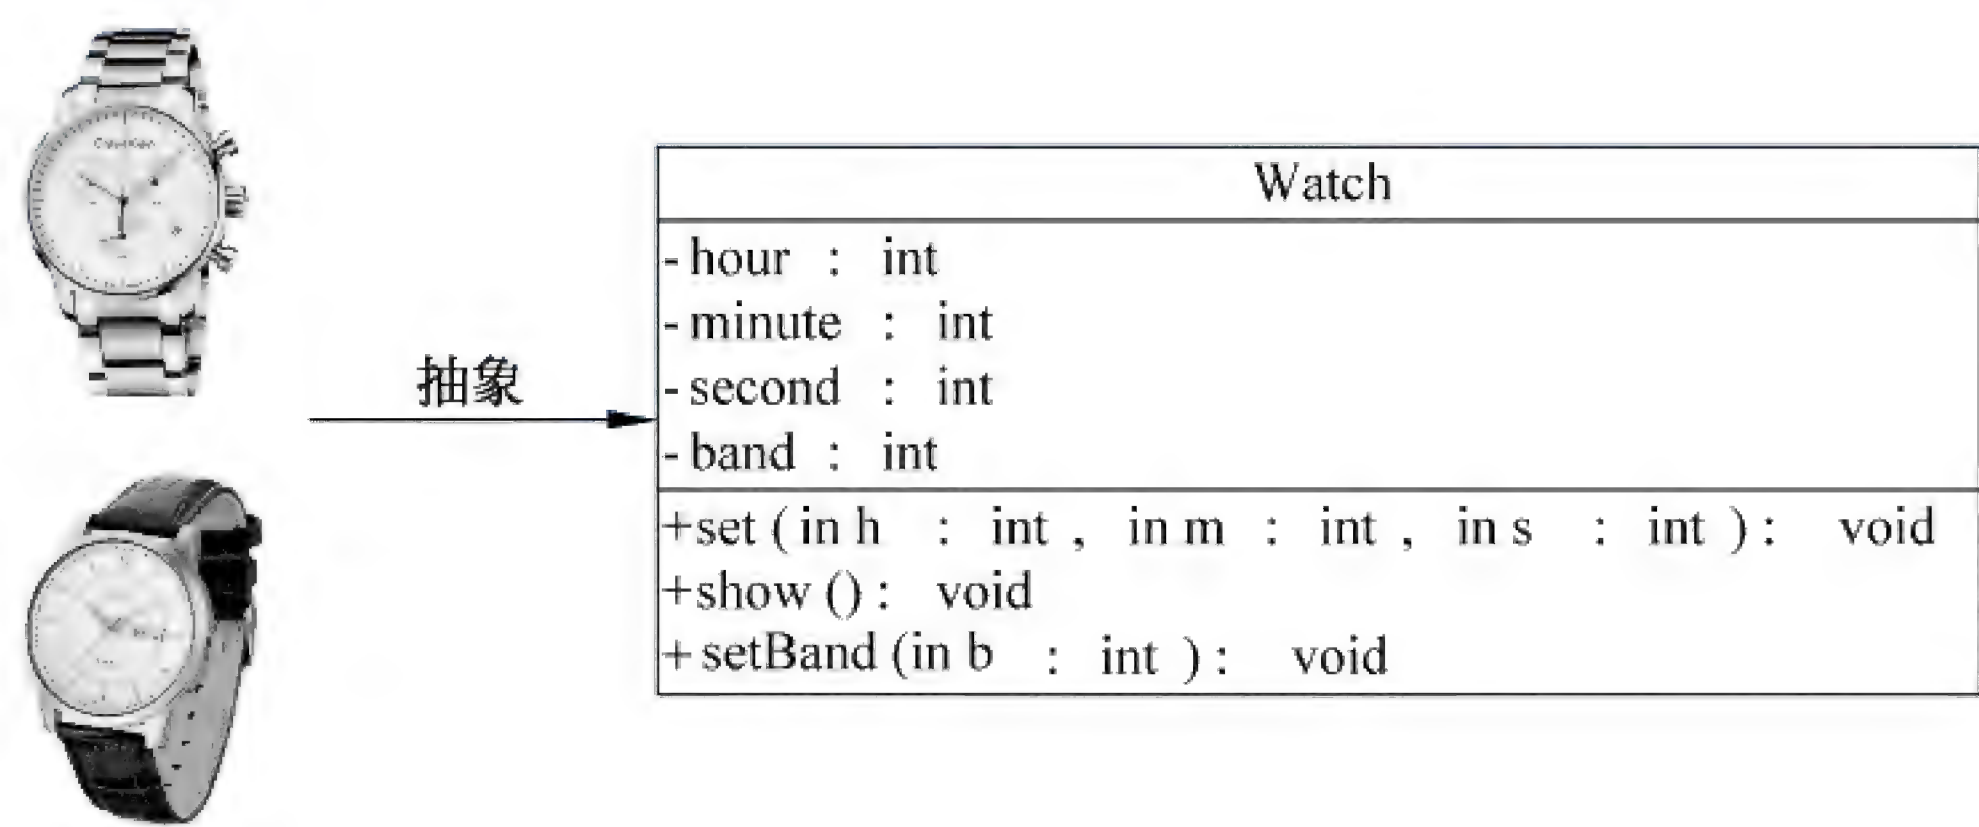 抽象
Watch
- hour : int
- minute : int
- second : int
- band : int
+set (in h : int , in m : int , in s : int ) : void
+show () : void
+ setBand (in b : int ) : void